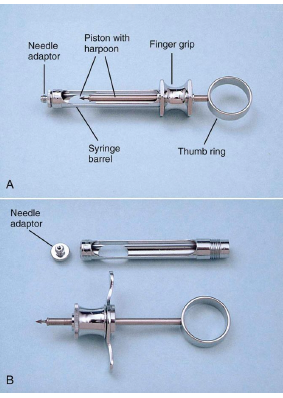 Needle
adaptor
Piston with
harpoon
Finger grip
Syringe
barrel
Thumb ring
A
Needle
adaptor
B